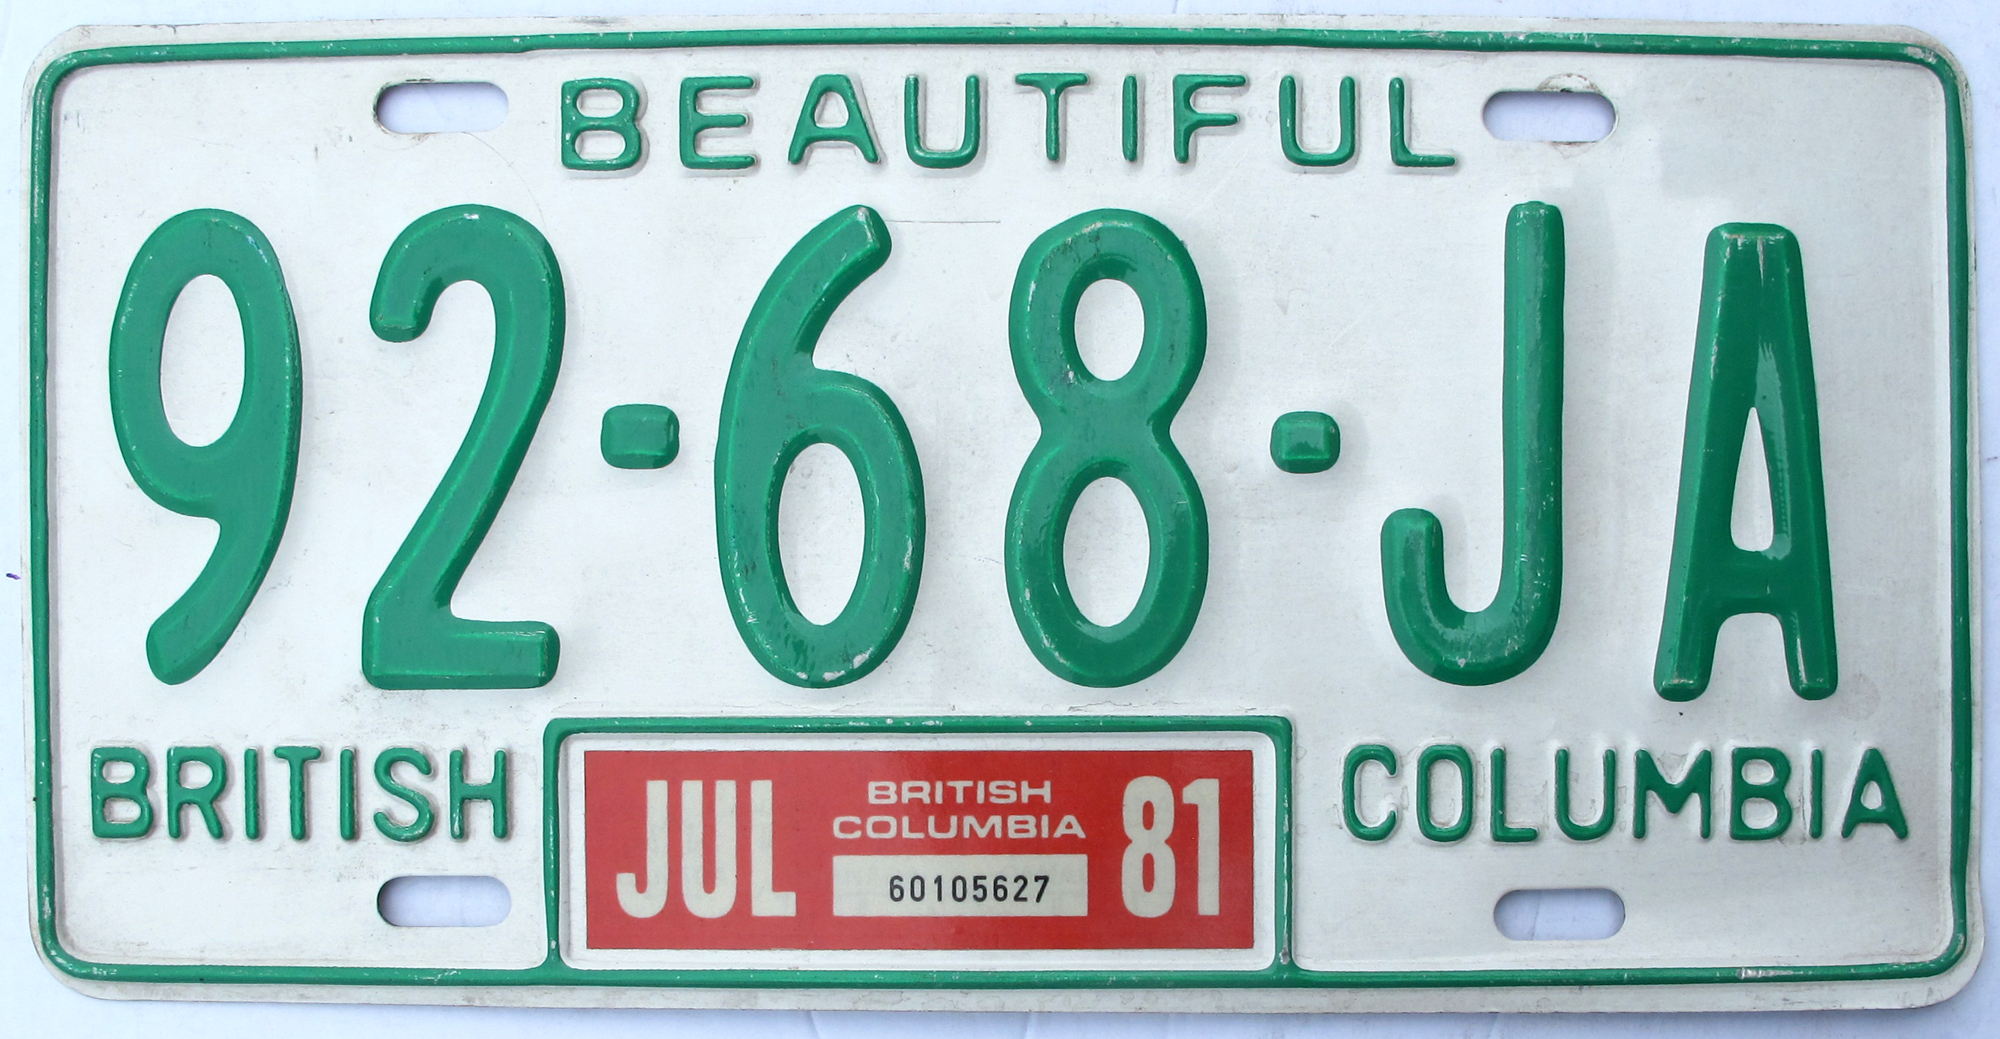 BEAUTIFUL
92-68-JA
BRITISH COLUMBIA
JUL BRITISH COLUMBIA 81
60105627